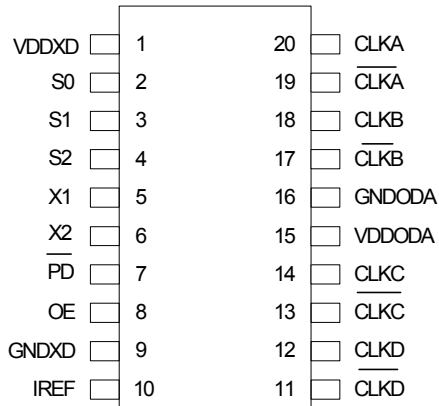 VDDXD 1 20 CLKA
S0 2 19 CLKA
S1 3 18 CLKB
S2 4 17 CLKB
X1 5 16 GNDODA
X2 6 15 VDDODA
PD 7 14 CLKC
OE 8 13 CLKC
GNDXD 9 12 CLKD
IREF 10 11 CLKD